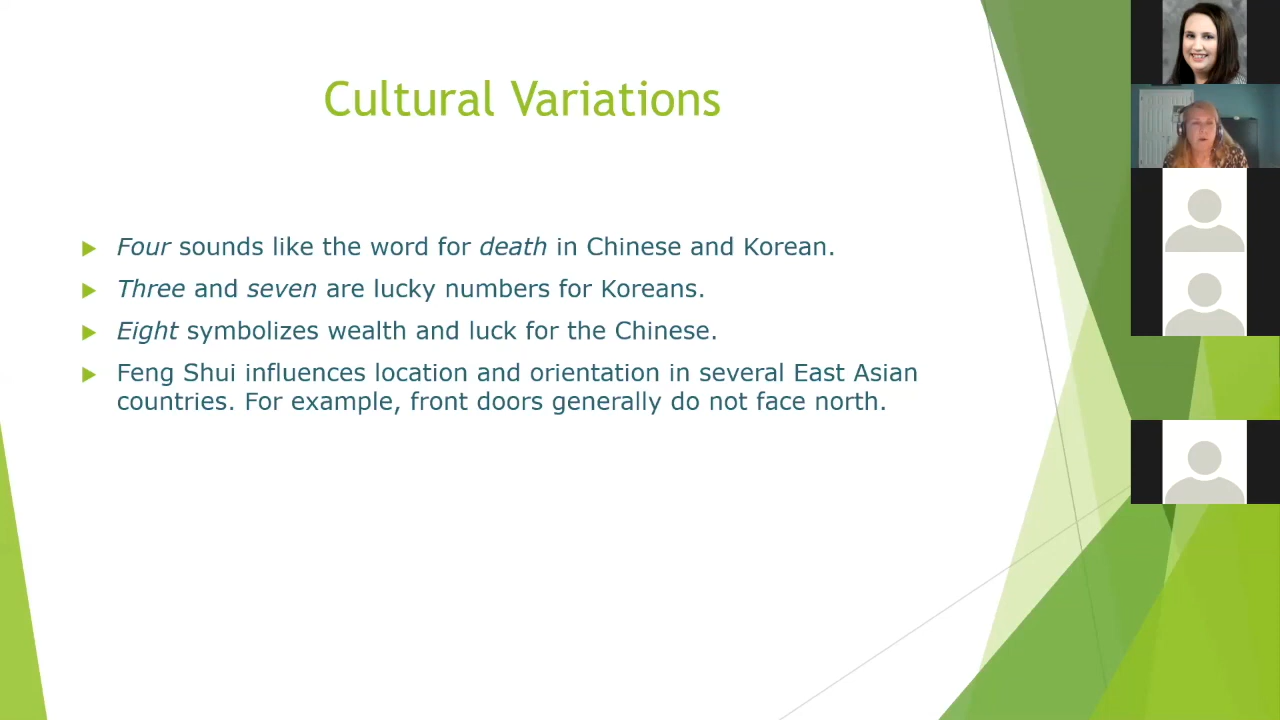 Cultural Variations
Four sounds like the word for death in Chinese and Korean.
Three and seven are lucky numbers for Koreans.
Eight symbolizes wealth and luck for the Chinese.
Feng Shui influences location and orientation in several East Asian
countries. For example, front doors generally do not face north.